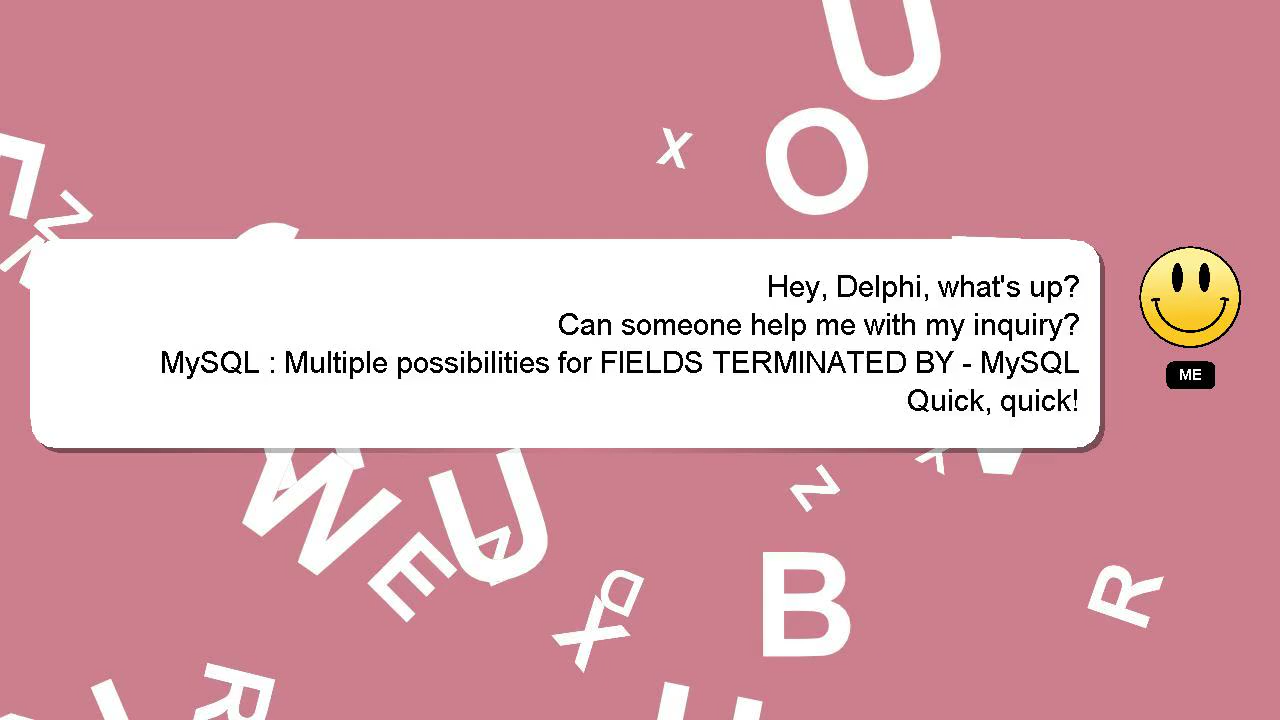 Hey, Delphi, what's up?
Can someone help me with my inquiry?
MySQL : Multiple possibilities for FIELDS TERMINATED BY - MySQL
Quick, quick!
ME
U
O
X
Z
N
W
E
U
Z
X
D
X
B
Z
R
R